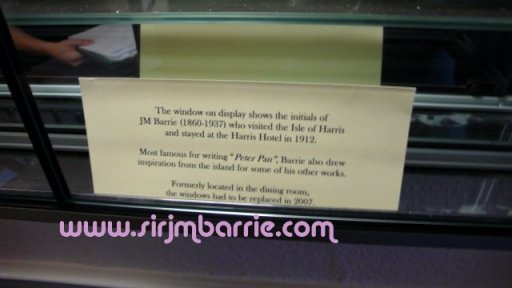 The window on display shows the initials of
JM Barrie (1860-1937) who visited the Isle of Harris
and stayed at the Harris Hotel in 1912.
Most famous for writing "Peter Pan", Barrie also drew
inspiration from the island for some of his other works.
Formerly located in the dining room,
the windows had to be replaced in 2007.
www.sirjmbarrie.com